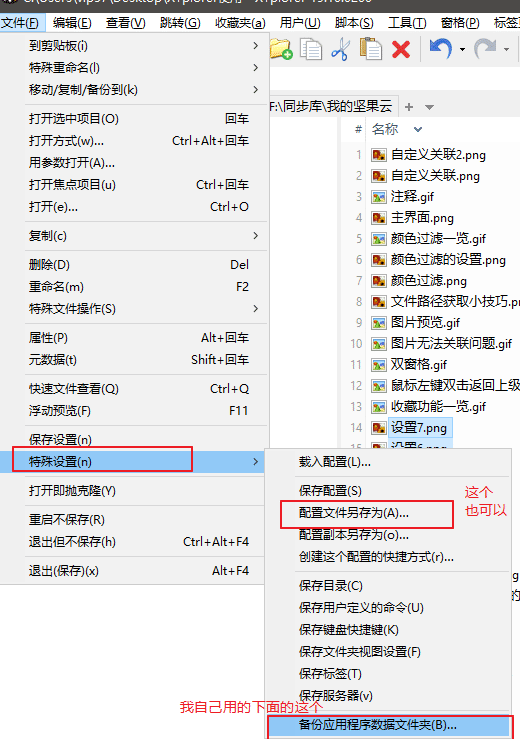 文件(F) 编辑(E) 查看(V) 跳转(G) 收藏夹(a) 用户(U) 脚本(S) 工具(T) 窗格(P) 标签
到剪贴板(i)
特殊重命名(l)
移动/复制/备份到(k)
打开选中项目(O) 回车
打开方式(w)... Ctrl+Alt+回车
用参数打开(A)...
打开焦点项目(u) Ctrl+回车
打开(e)... Ctrl+O
复制(c)
删除(D) Del
重命名(m) F2
特殊文件操作(S)
属性(P) Alt+回车
元数据(t) Shift+回车
快速文件查看(Q) Ctrl+Q
浮动预览(F) F11
保存设置(n)
特殊设置(n)
打开即抛克隆(Y)
重启不保存(R)
退出但不保存(h) Ctrl+Alt+F4
退出(保存)(x) Alt+F4
F:\同步库\我的坚果云
# 名称
1 自定义关联2.png
2 自定义关联.png
3 注释.gif
4 主界面.png
5 颜色过滤一览.gif
6 颜色过滤的设置.png
7 颜色过滤.png
8 文件路径获取小技巧.pn
9 图片预览.gif
10 图片无法关联问题.gif
11 双窗格.gif
12 鼠标左键双击返回上级
13 收藏功能一览.gif
14 设置7.png
载入配置(L)...
保存配置(S)
配置文件另存为(A)...
配置副本另存为(o)...
创建这个配置的快捷方式(r)...
保存目录(C)
保存用户定义的命令(U)
保存键盘快捷键(K)
保存文件夹视图设置(F)
保存标签(T)
保存服务器(v)
备份应用程序数据文件夹(B)...
这个
也可以
我自己用的下面的这个
ng
的